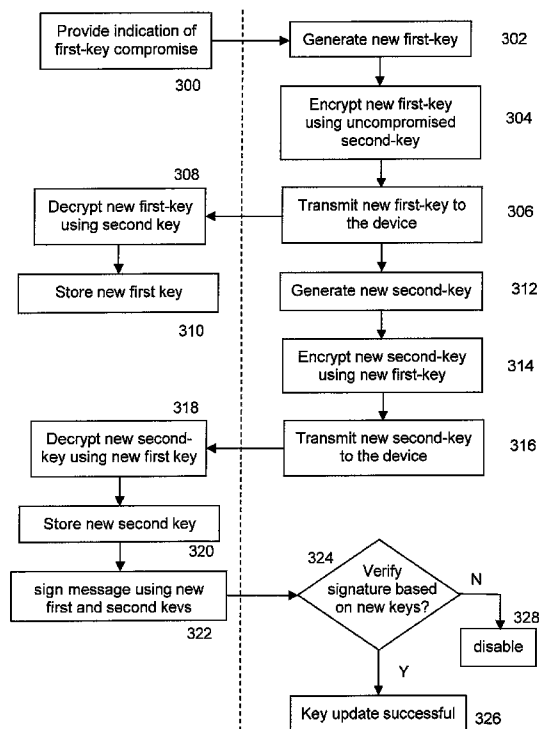 Provide indication of
first-key compromise
300
Generate new first-key
302
Encrypt new first-key
using uncompromised
second-key
304
308
Decrypt new first-key
using second key
Transmit new first-key to
the device
306
Store new first key
310
Generate new second-key
312
Encrypt new second-key
using new first-key
314
318
Decrypt new second-
key using new first key
Transmit new second-key
to the device
316
Store new second key
320
sign message using new
first and second keys
322
324
Verify
signature based
on new keys?
N
328
disable
Y
Key update successful
326